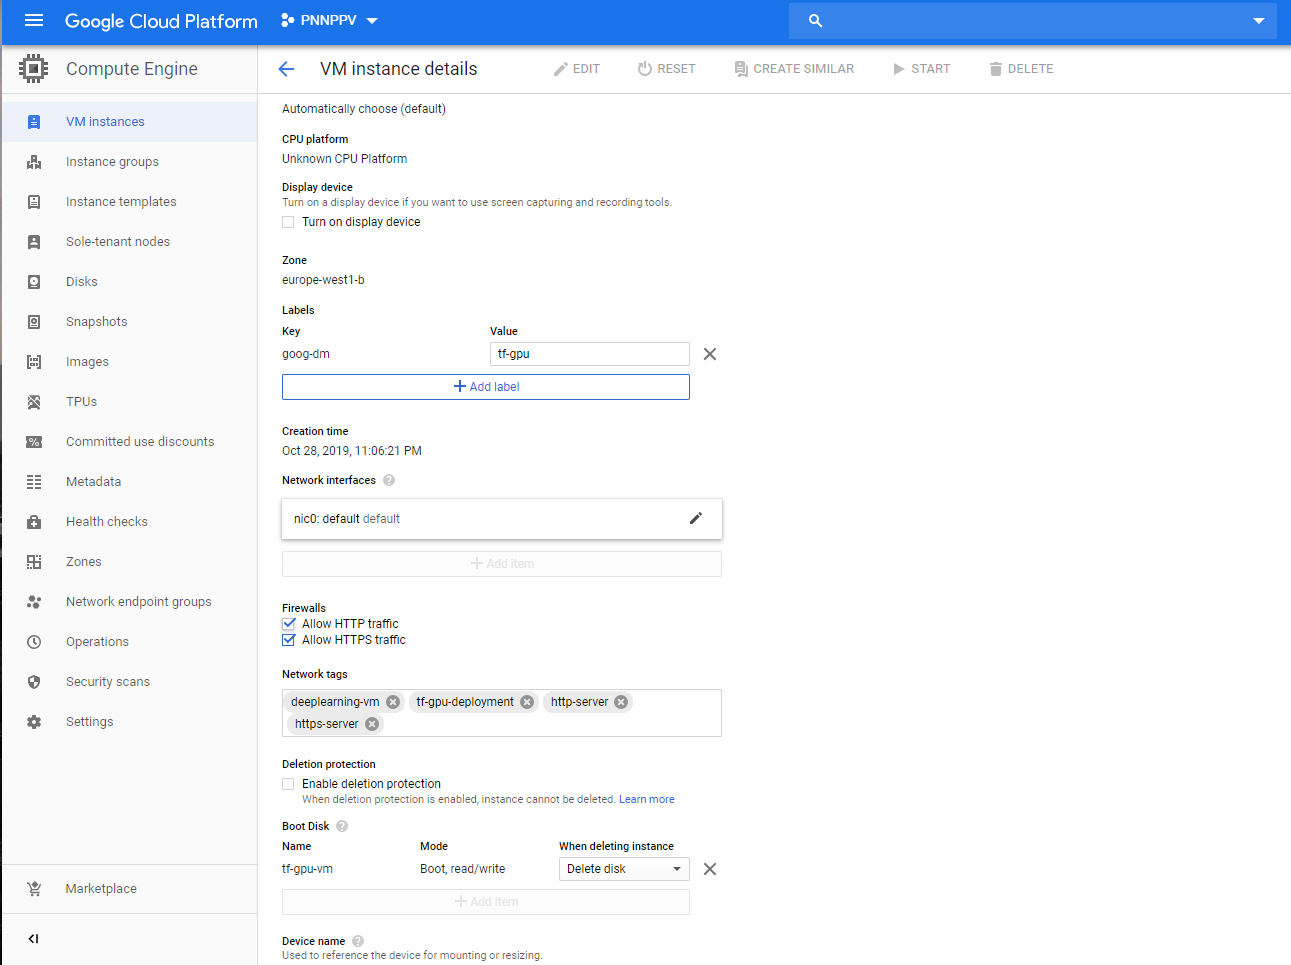 Google Cloud Platform
PNNPPV
Compute Engine
VM instance details
EDIT
RESET
CREATE SIMILAR
START
DELETE
VM instances
Instance groups
Instance templates
Sole-tenant nodes
Disks
Snapshots
Images
TPUs
Committed use discounts
Metadata
Health checks
Zones
Network endpoint groups
Operations
Security scans
Settings
Marketplace
Automatically choose (default)
CPU platform
Unknown CPU Platform
Display device
Turn on a display device if you want to use screen capturing and recording tools.
Turn on display device
Zone
europe-west1-b
Labels
Key Value
goog-dm tf-gpu
Add label
Creation time
Oct 28, 2019, 11:06:21 PM
Network interfaces ?
nic0: default default
Add item
Firewalls
Allow HTTP traffic
Allow HTTPS traffic
Network tags
deeplearning-vm tf-gpu-deployment http-server
https-server
Deletion protection
Enable deletion protection
When deletion protection is enabled, instance cannot be deleted. Learn more
Boot Disk ?
Name Mode When deleting instance
tf-gpu-vm Boot, read/write Delete disk
Add item
Device name ?
Used to reference the device for mounting or resizing.